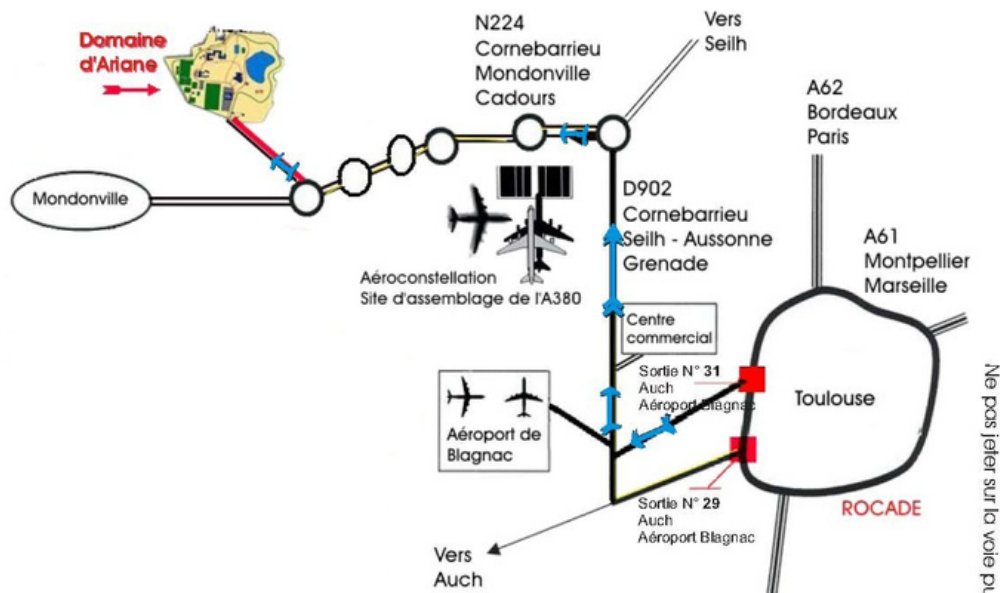 Domaine
d'Ariane
N224
Cornebarrieu
Mondonville
Cadours
Vers
Seilh
A62
Bordeaux
Paris
Mondonville
D902
Cornebarrieu
Seilh - Aussonne
Grenade
A61
Montpellier
Marseille
Aéroconstellation
Site d'assemblage de l'A380
Centre
commercial
Sortie N° 31
Auch
Aéroport Blagnac
Toulouse
Aéroport de
Blagnac
Sortie N° 29
Auch
Aéroport Blagnac
ROCADE
Vers
Auch
Ne pas jeter sur la voie pu